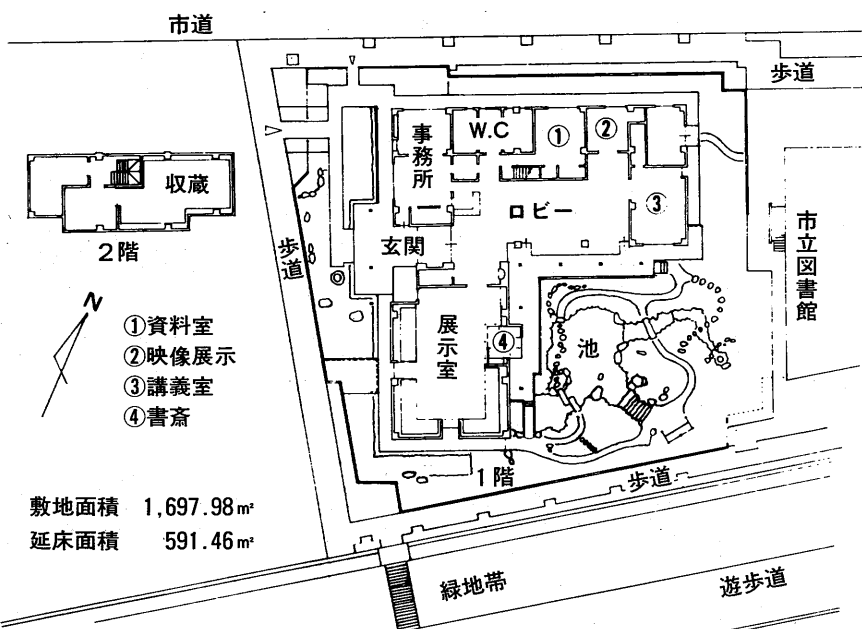 市道
歩道
事務所
W.C
①
②
収蔵
2階
ロビー
③
玄関
歩道
市立図書館
N
展示室
④
池
①資料室
②映像展示
③講義室
④書斎
1階
歩道
敷地面積 1,697.98㎡
延床面積 591.46㎡
緑地帯
遊歩道